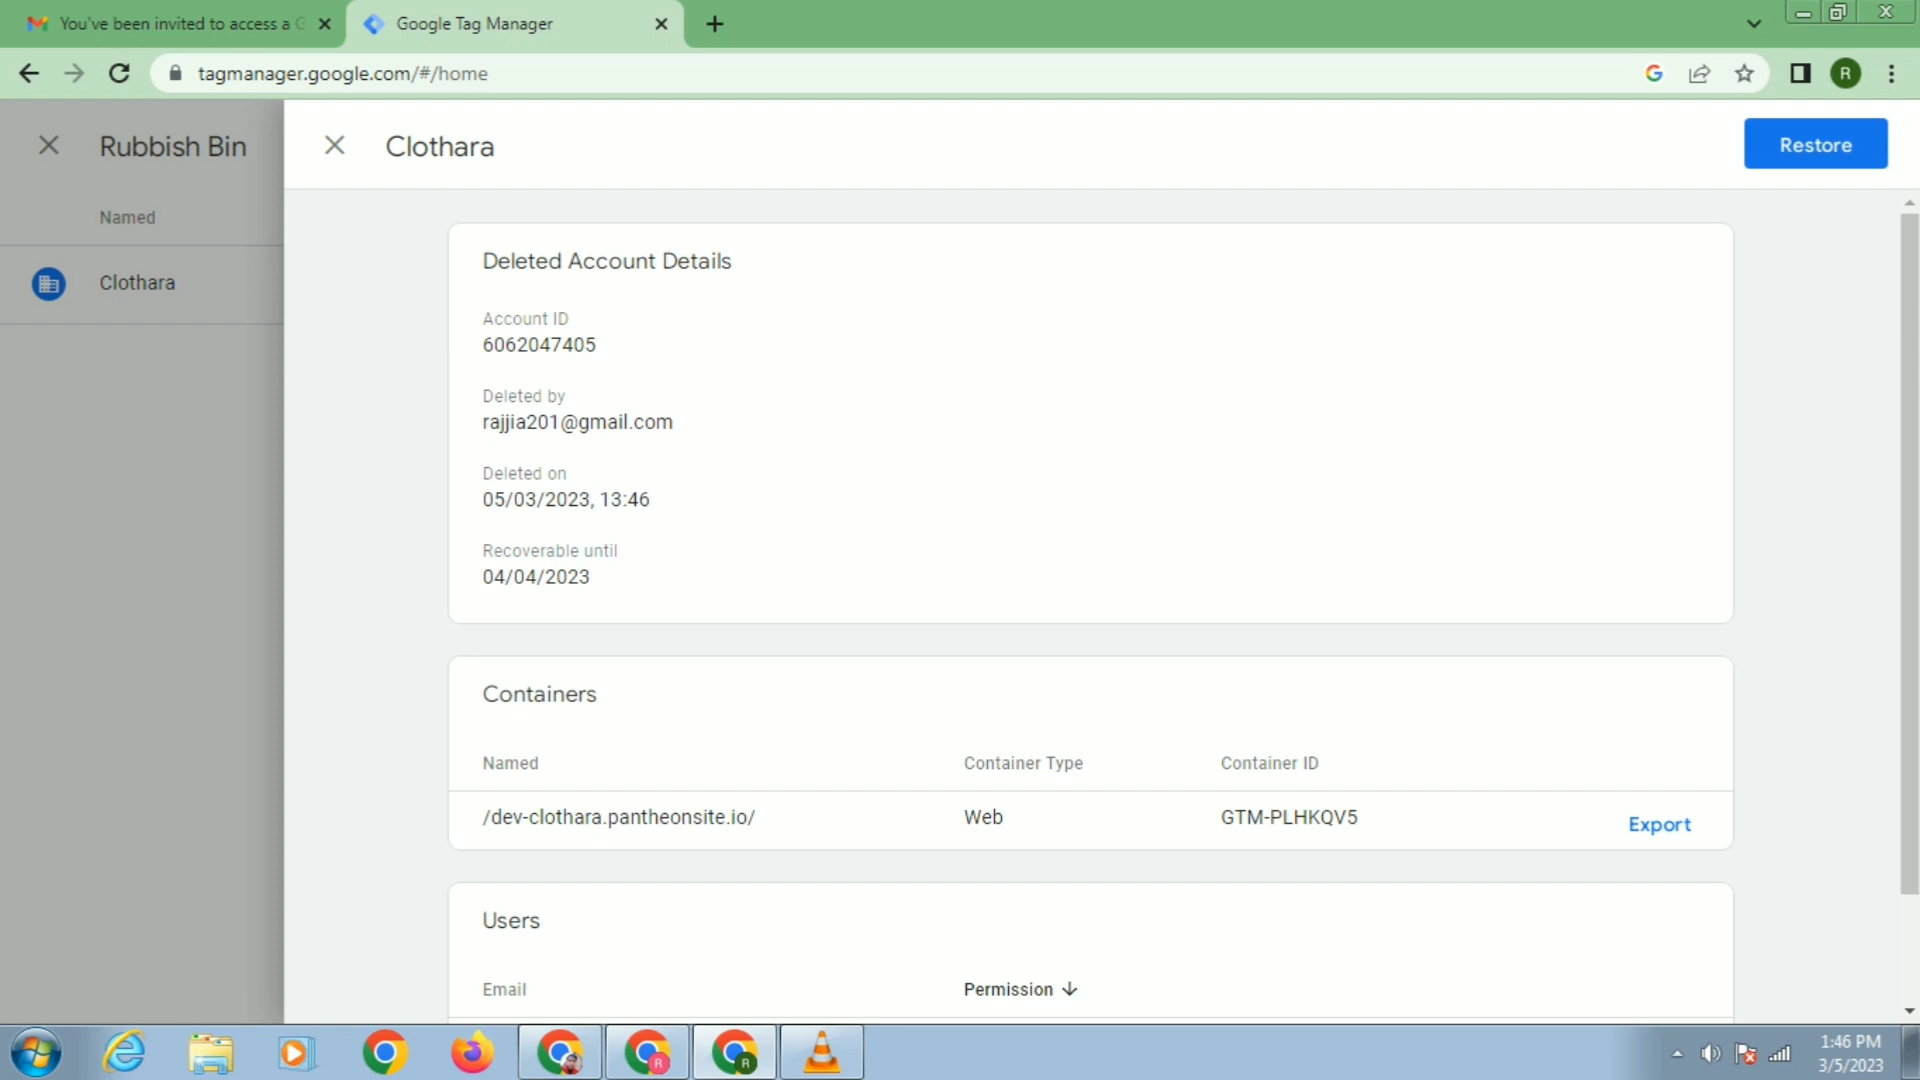 You've been invited to access a G
Google Tag Manager
tagmanager.google.com/#/home
R
Rubbish Bin
Clothara
Restore
Named
Clothara
Deleted Account Details
Account ID
6062047405
Deleted by
rajjia201@gmail.com
Deleted on
05/03/2023, 13:46
Recoverable until
04/04/2023
Containers
Named
Container Type
Container ID
/dev-clothara.pantheonsite.io/
Web
GTM-PLHKQV5
Export
Users
Email
Permission
R
R
1:46 PM
3/5/2023